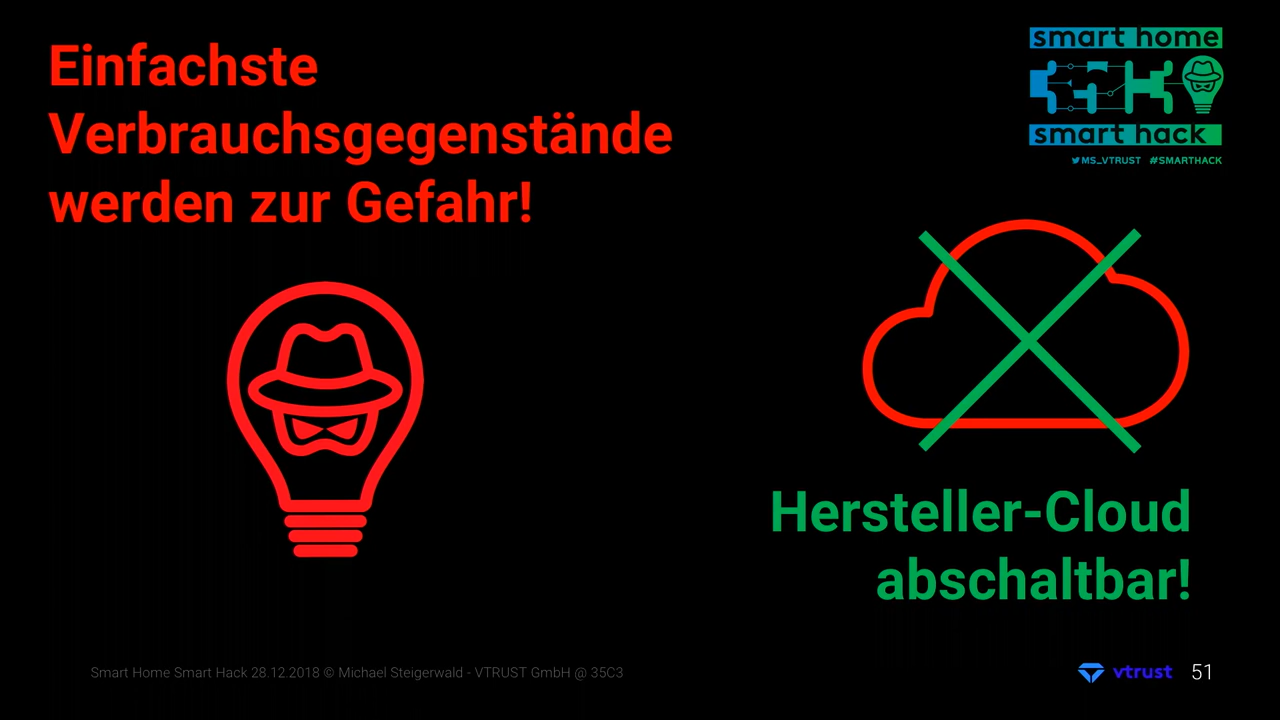 Einfachste
Verbrauchsgegenstände
werden zur Gefahr!
smart home
smart hack
MS_VTRUST #SMARTHACK
Hersteller-Cloud
abschaltbar!
Smart Home Smart Hack 28.12.2018 © Michael Steigerwald - VTRUST GmbH @ 35C3
vtrust 51